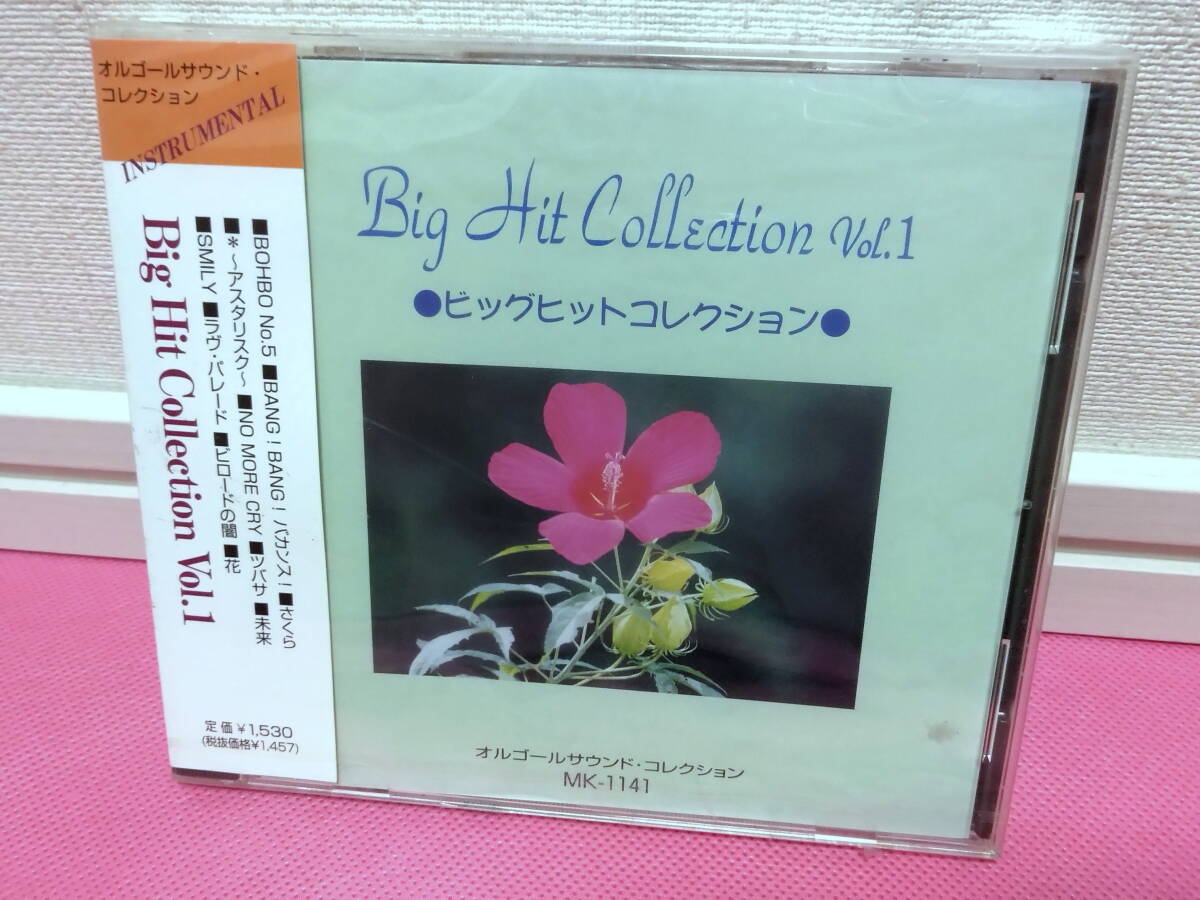 オルゴールサウンド・
コレクション
INSTRUMENTAL
Big Hit Collection Vol.1
■BOHBO No.5 ■BANG！BANG！バカンス！■さくら
■＊～アスタリスク～ ■NO MORE CRY ■ツバサ ■未来
■SMILY ■ラヴ・パレード ■ビロードの闇 ■花
定価￥1,530
(税抜価格￥1,457)
Big Hit Collection Vol.1
●ビッグヒットコレクション●
オルゴールサウンド・コレクション
MK-1141